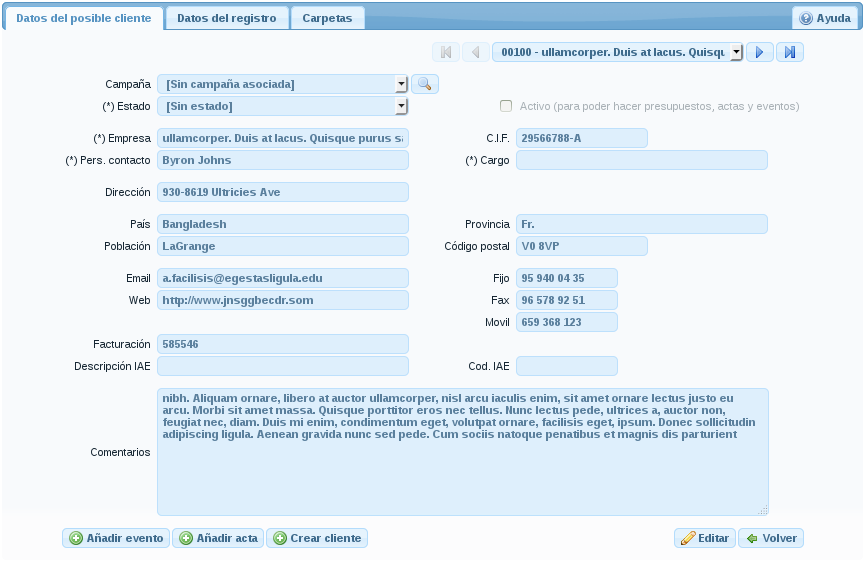 Datos del posible cliente Datos del registro Carpetas Ayuda
00100 - ullamcorper. Duis at lacus. Quisqu
Campaña [Sin campaña asociada]
(*) Estado [Sin estado] Activo (para poder hacer presupuestos, actas y eventos)
(*) Empresa ullamcorper. Duis at lacus. Quisque purus s C.I.F. 29566788-A
(*) Pers. contacto Byron Johns (*) Cargo
Dirección 930-8619 Ultricies Ave
País Bangladesh Provincia Fr.
Población LaGrange Código postal V0 8VP
Email a.facilisis@egestasligula.edu Fijo 95 940 04 35
Web http://www.jnsggbecdr.som Fax 96 578 92 51
Movil 659 368 123
Facturación 585546
Descripción IAE Cod. IAE
nibh. Aliquam ornare, libero at auctor ullamcorper, nisl arcu iaculis enim, sit amet ornare lectus justo eu
arcu. Morbi sit amet massa. Quisque porttitor eros nec tellus. Nunc lectus pede, ultrices a, auctor non,
feugiat nec, diam. Duis mi enim, condimentum eget, volutpat ornare, facilisis eget, ipsum. Donec sollicitudin
adipiscing ligula. Aenean gravida nunc sed pede. Cum sociis natoque penatibus et magnis dis parturient
Comentarios
Añadir evento Añadir acta Crear cliente Editar Volver